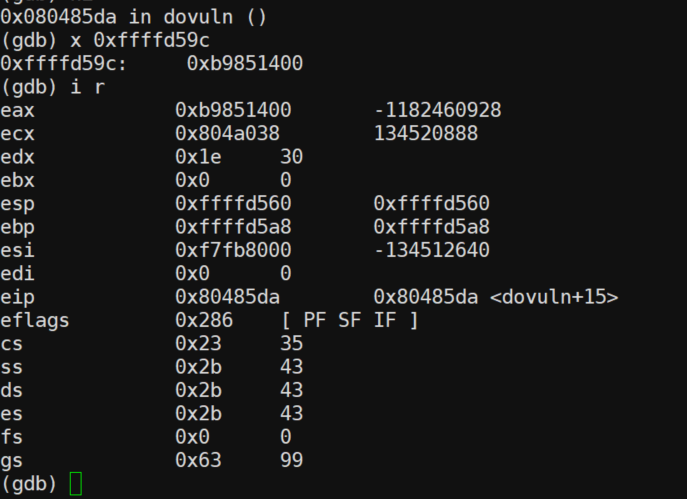 0x080485da in dovuln ()
(gdb) x 0xffffd59c
0xffffd59c: 0xb9851400
(gdb) i r
eax 0xb9851400 -1182460928
ecx 0x804a038 134520888
edx 0x1e 30
ebx 0x0 0
esp 0xffffd560 0xffffd560
ebp 0xffffd5a8 0xffffd5a8
esi 0xf7fb8000 -134512640
edi 0x0 0
eip 0x80485da 0x80485da <dovuln+15>
eflags 0x286 [ PF SF IF ]
cs 0x23 35
ss 0x2b 43
ds 0x2b 43
es 0x2b 43
fs 0x0 0
gs 0x63 99
(gdb)